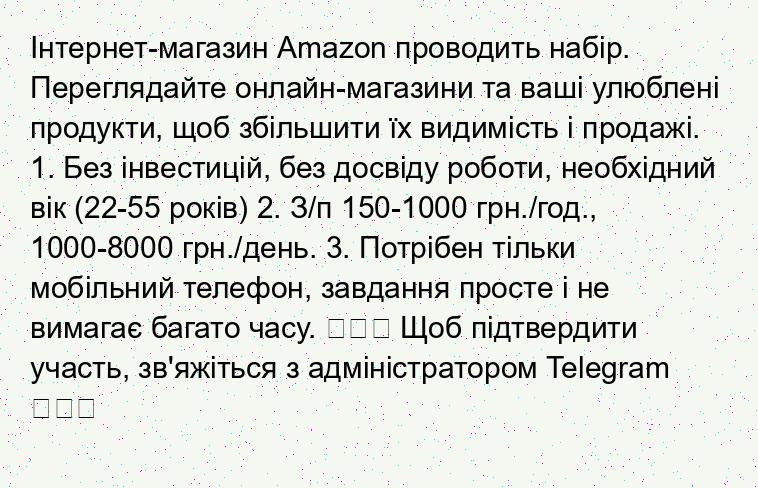 Інтернет-магазин Amazon проводить набір.
Переглядайте онлайн-магазини та ваші улюблені
продукти, щоб збільшити їх видимість і продажі.
1. Без інвестицій, без досвіду роботи, необхідний
вік (22-55 років) 2. З/п 150-1000 грн./год.,
1000-8000 грн./день. 3. Потрібен тільки
мобільний телефон, завдання просте і не
вимагає багато часу. □□□ Щоб підтвердити
участь, зв'яжіться з адміністратором Telegram
□□□